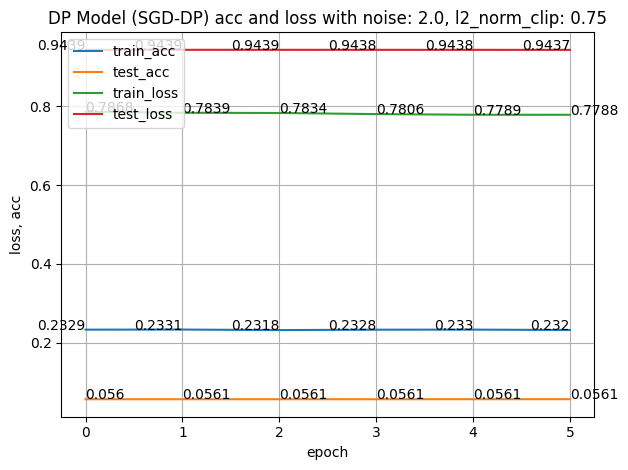 DP Model (SGD-DP) acc and loss with noise: 2.0, l2_norm_clip: 0.75
0.9439 0.9439 0.9439 0.9438 0.9438 0.9437
train_acc
test_acc
train_loss
test_loss
0.7868 0.7839 0.7834 0.7806 0.7789 0.7788
0.2329 0.2331 0.2318 0.2328 0.233 0.232
0.056 0.0561 0.0561 0.0561 0.0561 0.0561
0.8
0.6
0.4
0.2
loss, acc
0 1 2 3 4 5
epoch